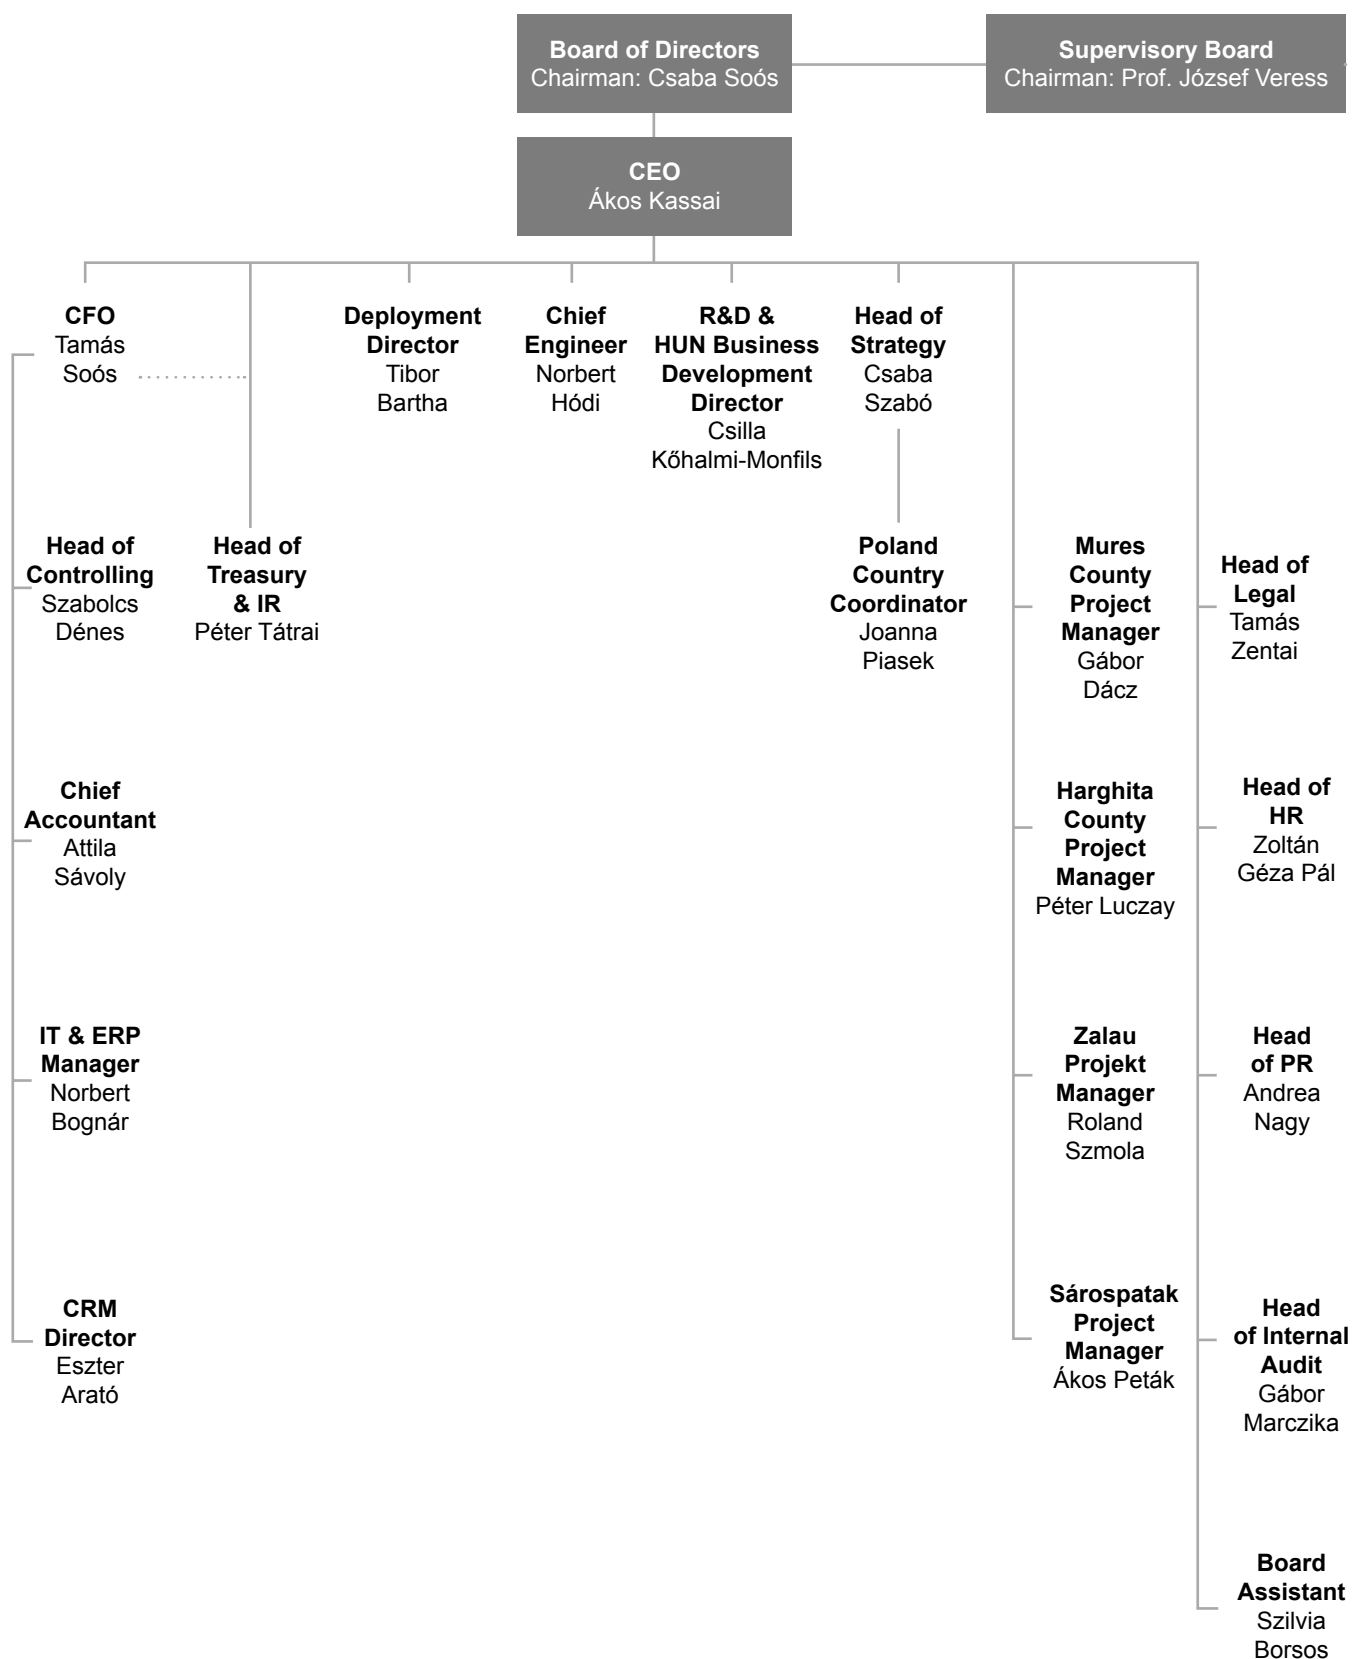 Board of Directors
Chairman: Csaba Soós
Supervisory Board
Chairman: Prof. József Veress
CEO
Ákos Kassai
CFO
Tamás
Soós
Deployment
Director
Tibor
Bartha
Chief
Engineer
Norbert
Hódi
R&D &
HUN Business
Development
Director
Csilla
Kőhalmi-Monfils
Head of
Strategy
Csaba
Szabó
Head of
Controlling
Szabolcs
Dénes
Head of
Treasury
& IR
Péter Tátrai
Poland
Country
Coordinator
Joanna
Piasek
Mures
County
Project
Manager
Gábor
Dácz
Head of
Legal
Tamás
Zentai
Chief
Accountant
Attila
Sávoly
Harghita
County
Project
Manager
Péter Luczay
Head of
HR
Zoltán
Géza Pál
IT & ERP
Manager
Norbert
Bognár
Zalau
Projekt
Manager
Roland
Szmola
Head
of PR
Andrea
Nagy
CRM
Director
Eszter
Arató
Sárospatak
Project
Manager
Ákos Peták
Head
of Internal
Audit
Gábor
Marczika
Board
Assistant
Szilvia
Borsos